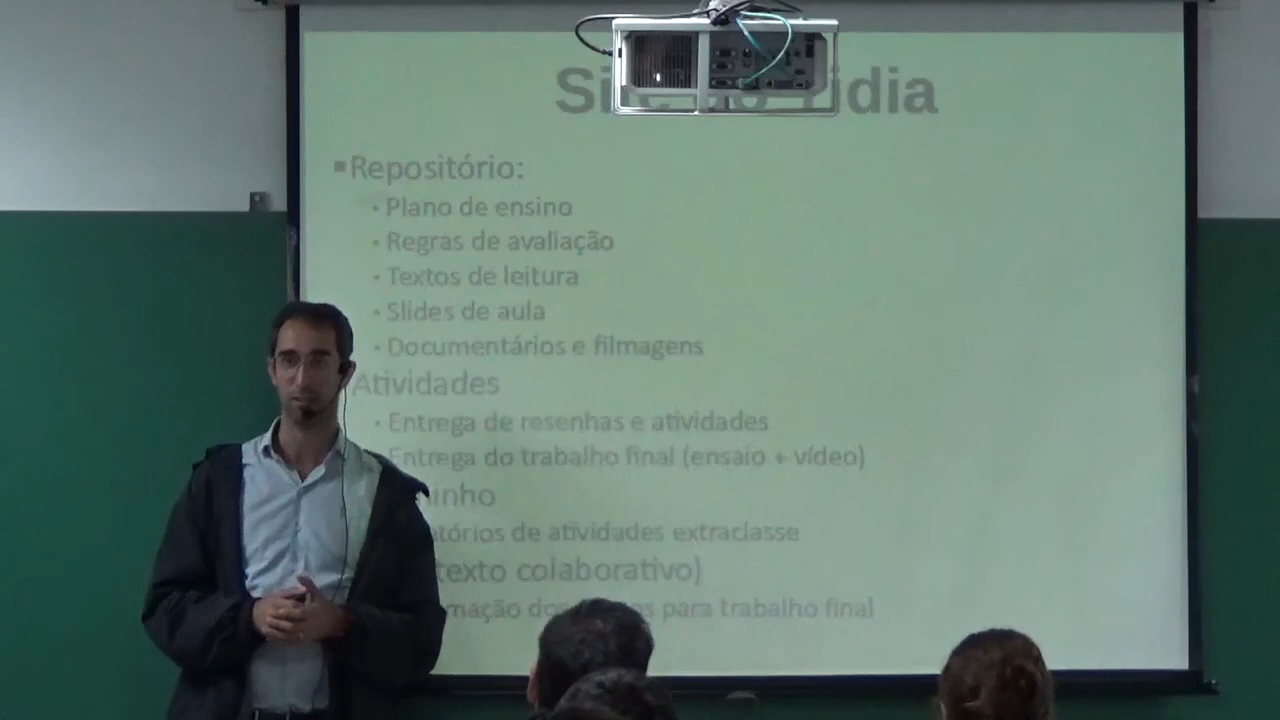 Tidia
Repositório:
Plano de ensino
Regras de avaliação
Textos de leitura
Slides de aula
Documentários e filmagens
Atividades
Entrega de resenhas e atividades
Entrega do trabalho final (ensaio + vídeo)
de atividades extraclasse
texto colaborativo)
para trabalho final